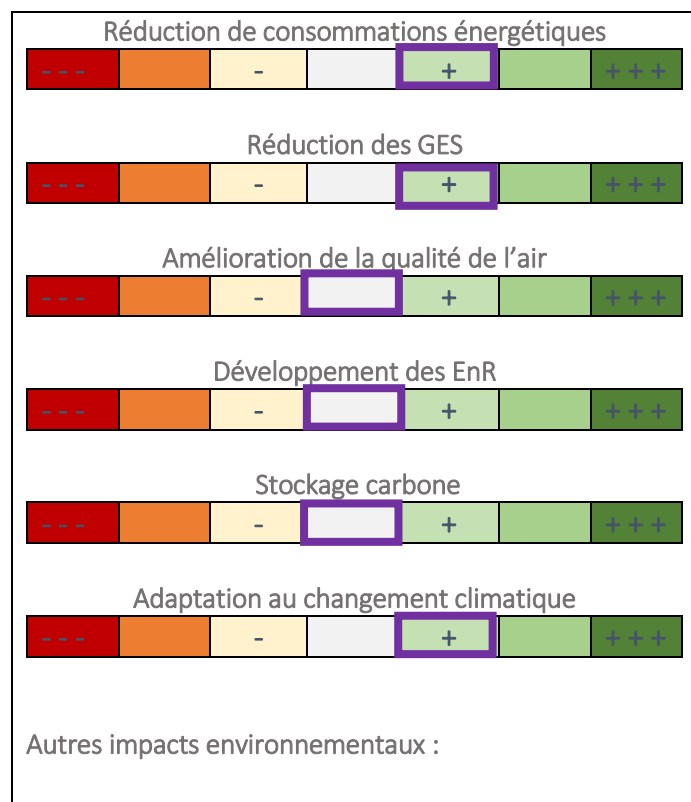 Réduction de consommations énergétiques
- - - - + + + +
Réduction des GES
- - - - + + + +
Amélioration de la qualité de l’air
- - - - + + + +
Développement des EnR
- - - - + + + +
Stockage carbone
- - - - + + + +
Adaptation au changement climatique
- - - - + + + +
Autres impacts environnementaux :